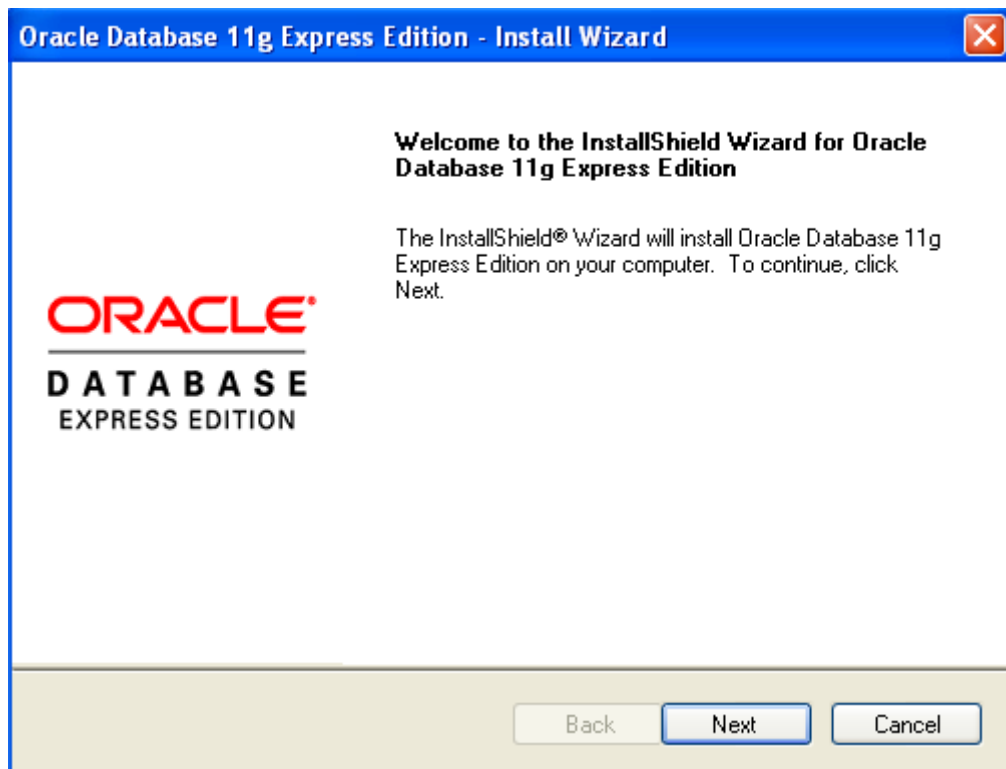 Oracle Database 11g Express Edition - Install Wizard
Welcome to the InstallShield Wizard for Oracle
Database 11g Express Edition
The InstallShield® Wizard will install Oracle Database 11g
Express Edition on your computer.  To continue, click
Next.
ORACLE®
DATABASE
EXPRESS EDITION
Back
Next
Cancel